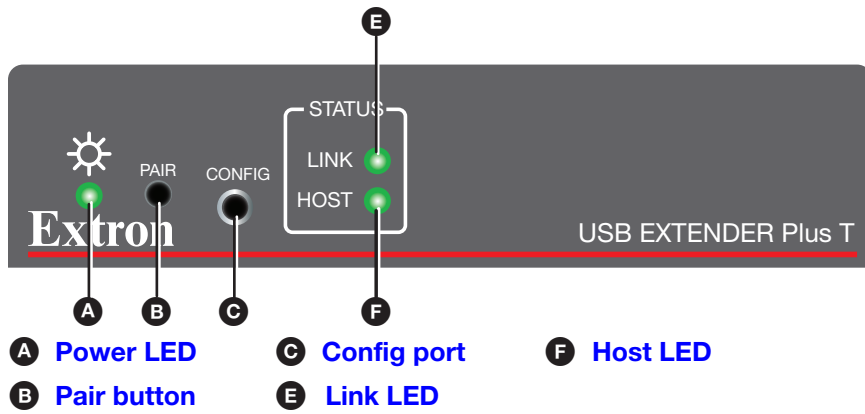 E
STATUS
LINK
PAIR
CONFIG
HOST
Extron
USB EXTENDER Plus T
A B C F
A Power LED C Config port F Host LED
B Pair button E Link LED